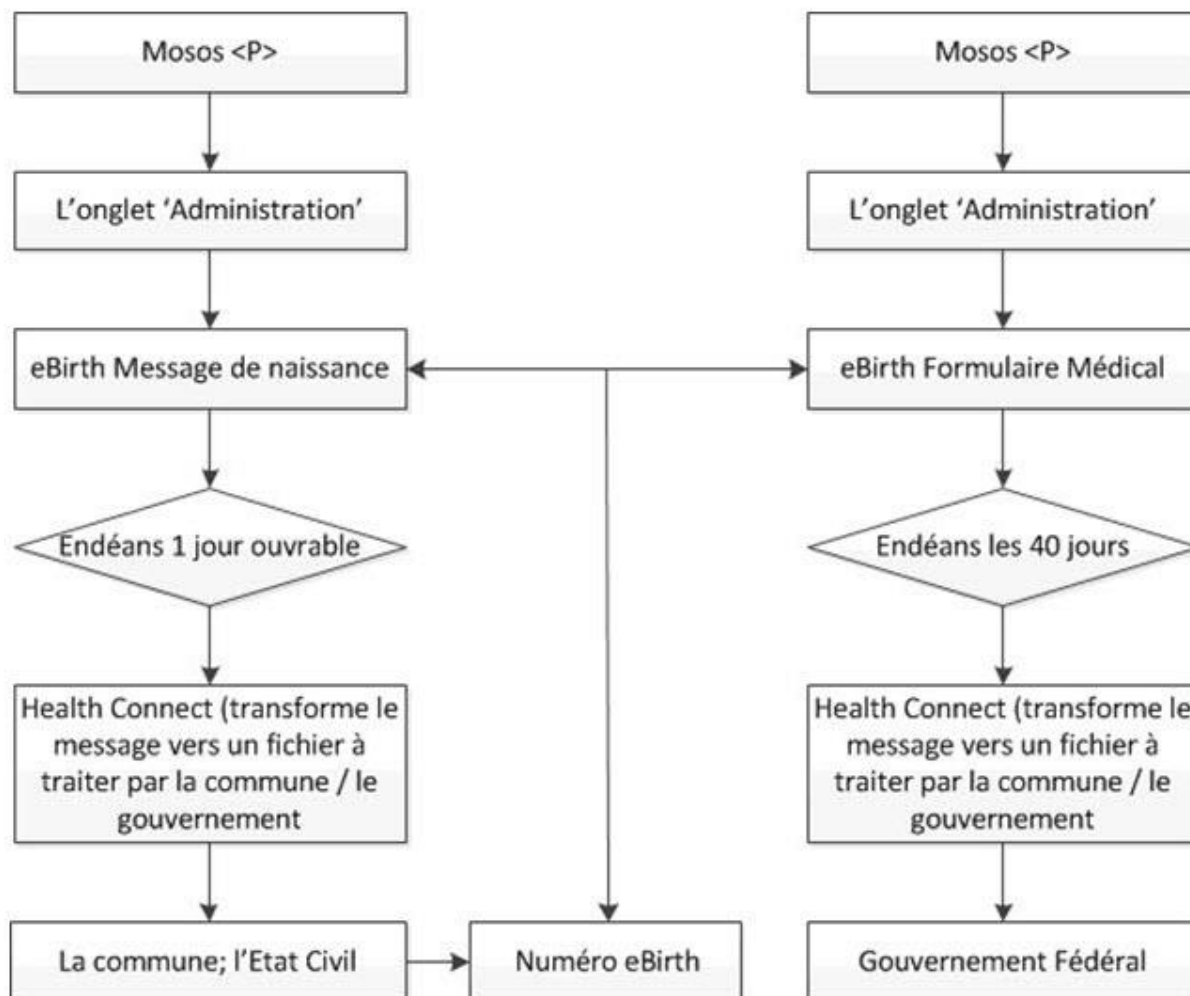 Mosos <P>
L'onglet 'Administration'
eBirth Message de naissance
Endéans 1 jour ouvrable
Health Connect (transforme le
message vers un fichier à
traiter par la commune / le
gouvernement
La commune; l'Etat Civil
Numéro eBirth
Mosos <P>
L'onglet 'Administration'
eBirth Formulaire Médical
Endéans les 40 jours
Health Connect (transforme le
message vers un fichier à
traiter par la commune / le
gouvernement
Gouvernement Fédéral